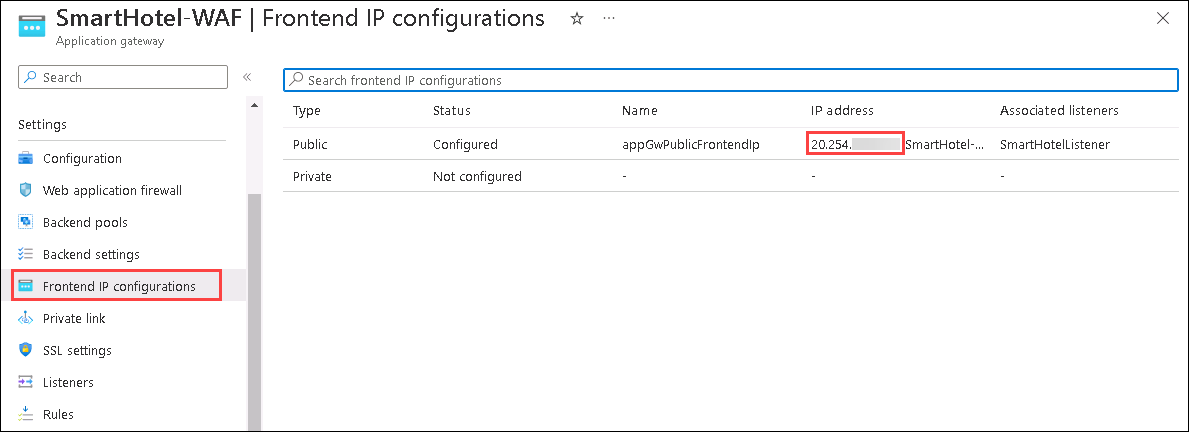 SmartHotel-WAF | Frontend IP configurations
Application gateway
Search
Search frontend IP configurations
Type Status Name IP address Associated listeners
Settings
Public Configured appGwPublicFrontendIp 20.254. SmartHotel-... SmartHotelListener
Configuration
Private Not configured - - -
Web application firewall
Backend pools
Backend settings
Frontend IP configurations
Private link
SSL settings
Listeners
Rules